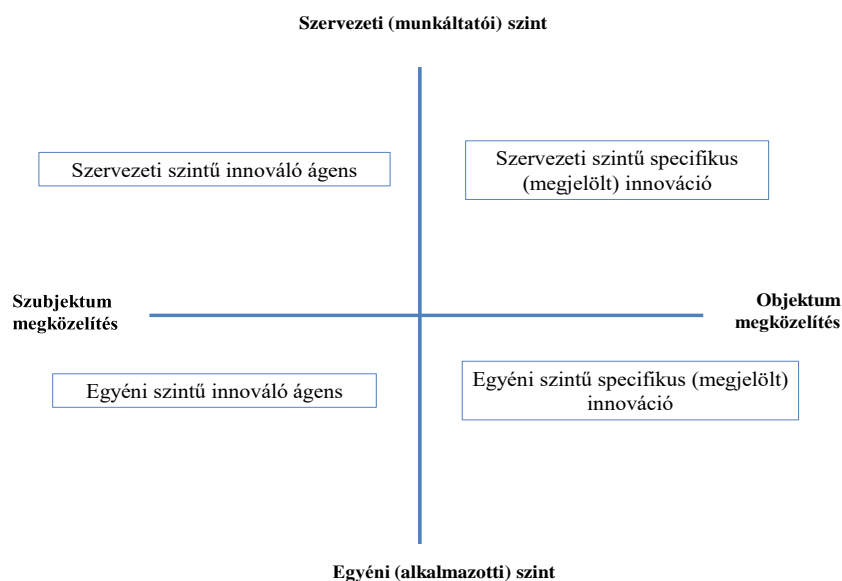 Szervezeti (munkáltatói) szint
Szervezeti szintű innováló ágens
Szervezeti szintű specifikus
(megjelölt) innováció
Szubjektum
megközelítés
Objektum
megközelítés
Egyéni szintű innováló ágens
Egyéni szintű specifikus (megjelölt)
innováció
Egyéni (alkalmazotti) szint